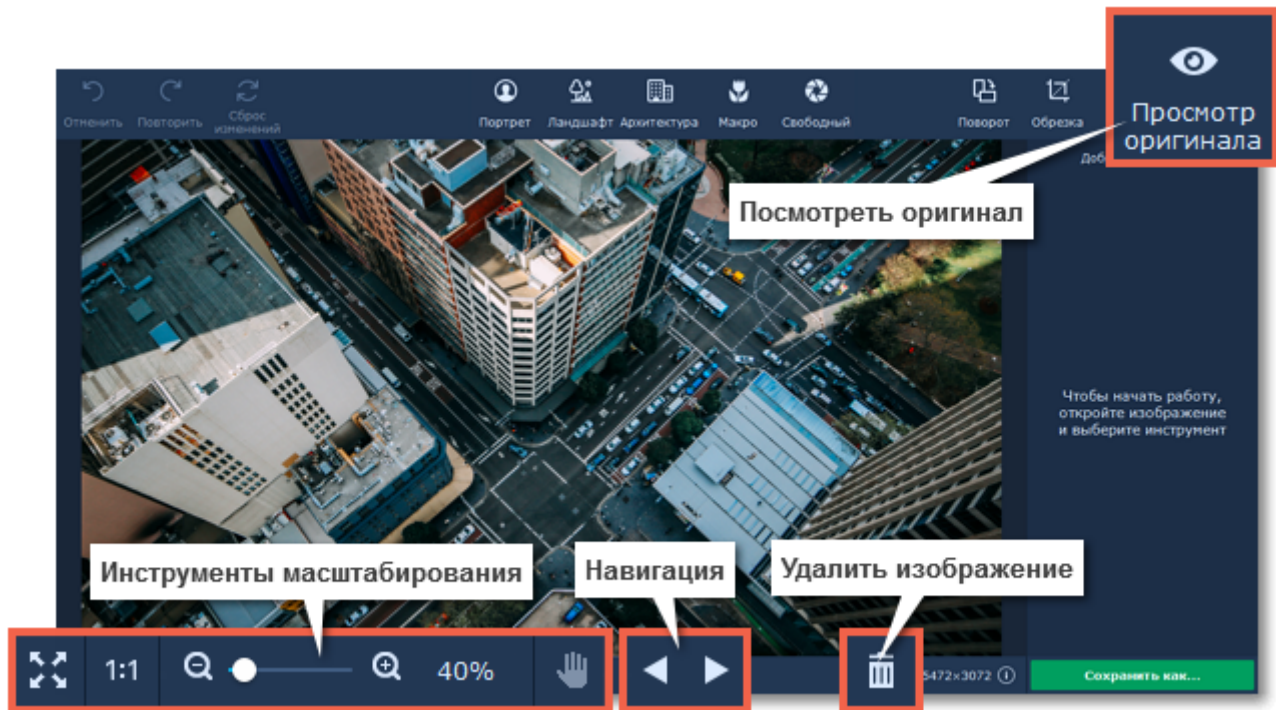 Просмотр
оригинала
Отменить
Повторить
Сброс
изменений
Портрет
Ландшафт
Архитектура
Макро
Свободный
Поворот
Обрезка
Посмотреть оригинал
Чтобы начать работу,
откройте изображение
и выберите инструмент
Инструменты масштабирования
Навигация
Удалить изображение
1:1
40%
5472×3072
Сохранить как...